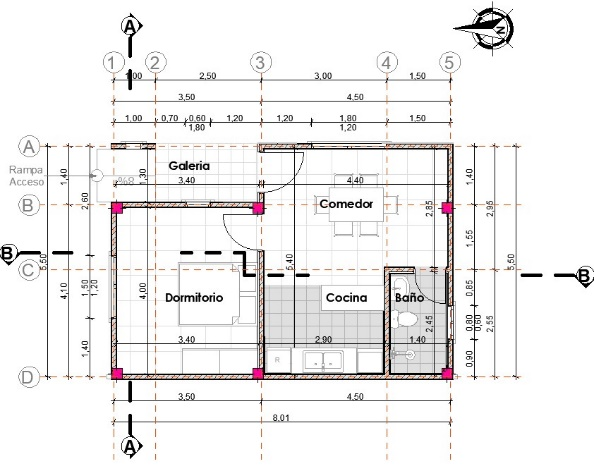 A
N
1 2 3 4 5
1,00 2,50 3,00 1,50
3,50 4,50
1,00 0,70 0,60 1,20 1,20 1,80 1,50
1,80 1,20
A
Rampa
Acceso
%8
Galeria
1,30
3,40 4,40
1,40 2,60
1,40 2,95
B
Comedor
2,85
1,55
B
5,50
C
5,40
5,50
B
4,10 1,50 1,20 4,00
Dormitorio
Cocina
Baño
0,85
0,80 0,60
2,45
2,55
3,40 2,90 1,40
1,40
0,90
R
D
3,50 4,50
8,01
A